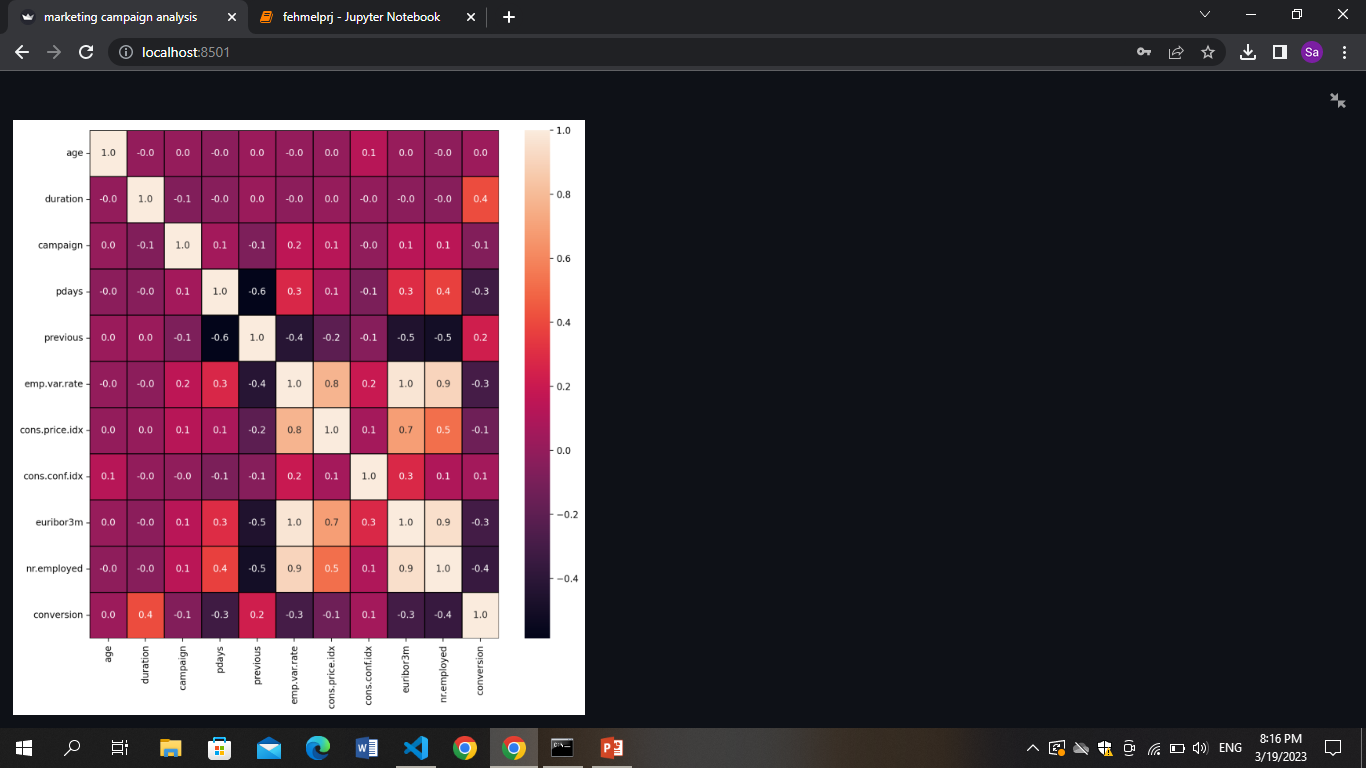 marketing campaign analysis
fehmelprj - Jupyter Notebook
localhost:8501
Sa
age 1.0 -0.0 0.0 -0.0 0.0 -0.0 0.0 0.1 0.0 -0.0 0.0
duration -0.0 1.0 -0.1 -0.0 0.0 -0.0 0.0 -0.0 -0.0 -0.0 0.4
campaign 0.0 -0.1 1.0 0.1 -0.1 0.2 0.1 -0.0 0.1 0.1 -0.1
pdays -0.0 -0.0 0.1 1.0 -0.6 0.3 0.1 -0.1 0.3 0.4 -0.3
previous 0.0 0.0 -0.1 -0.6 1.0 -0.4 -0.2 -0.1 -0.5 -0.5 0.2
emp.var.rate -0.0 -0.0 0.2 0.3 -0.4 1.0 0.8 0.2 1.0 0.9 -0.3
cons.price.idx 0.0 0.0 0.1 0.1 -0.2 0.8 1.0 0.1 0.7 0.5 -0.1
cons.conf.idx 0.1 -0.0 -0.0 -0.1 -0.1 0.2 0.1 1.0 0.3 0.1 0.1
euribor3m 0.0 -0.0 0.1 0.3 -0.5 1.0 0.7 0.3 1.0 0.9 -0.3
nr.employed -0.0 -0.0 0.1 0.4 -0.5 0.9 0.5 0.1 0.9 1.0 -0.4
conversion 0.0 0.4 -0.1 -0.3 0.2 -0.3 -0.1 0.1 -0.3 -0.4 1.0
age duration campaign pdays previous emp.var.rate cons.price.idx cons.conf.idx euribor3m nr.employed conversion
1.0
0.8
0.6
0.4
0.2
0.0
−0.2
−0.4
ENG
8:16 PM
3/19/2023